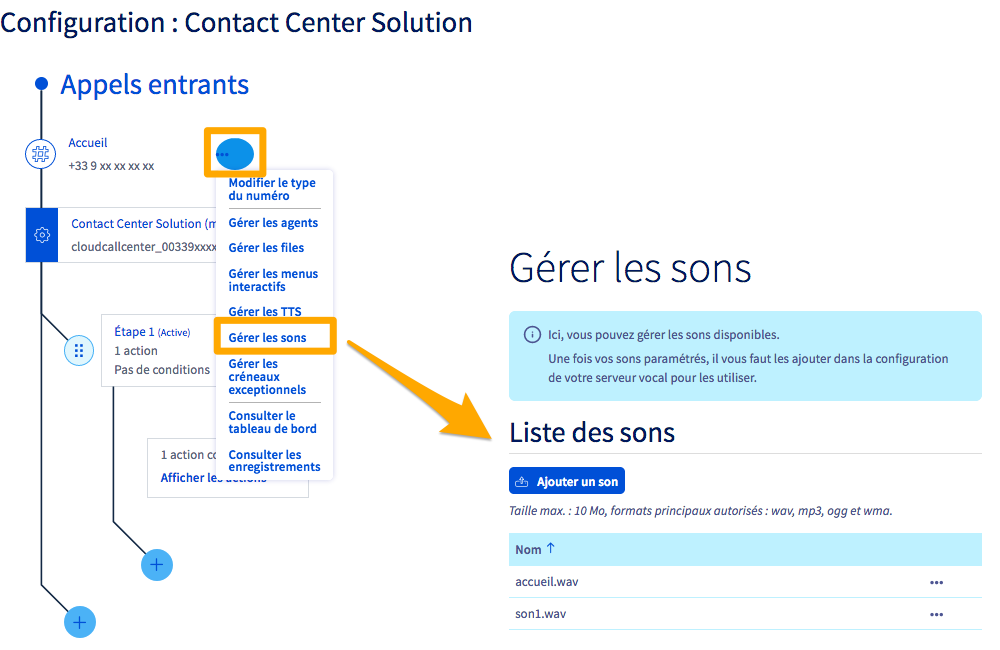 Configuration : Contact Center Solution
Appels entrants
Accueil
+33 9 xx xx xx xx
Modifier le type
du numéro
Gérer les agents
Gérer les files
Gérer les menus
interactifs
Gérer les TTS
Gérer les sons
Gérer les
créneaux
exceptionnels
Consulter le
tableau de bord
Consulter les
enregistrements
Contact Center Solution (m
cloudcallcenter_00339xxxx
Étape 1 (Active)
1 action
Pas de conditions
1 action co
Afficher les actions
Gérer les sons
Ici, vous pouvez gérer les sons disponibles.
Une fois vos sons paramétrés, il vous faut les ajouter dans la configuration
de votre serveur vocal pour les utiliser.
Liste des sons
Ajouter un son
Taille max. : 10 Mo, formats principaux autorisés : wav, mp3, ogg et wma.
Nom ↑
accueil.wav
son1.wav